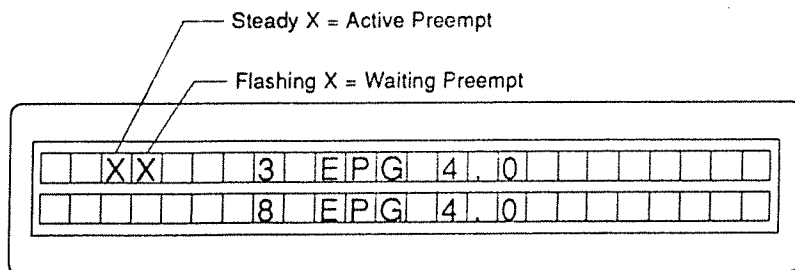 Steady X = Active Preempt
Flashing X = Waiting Preempt
XX 3 EPG 4.0
8 EPG 4.0